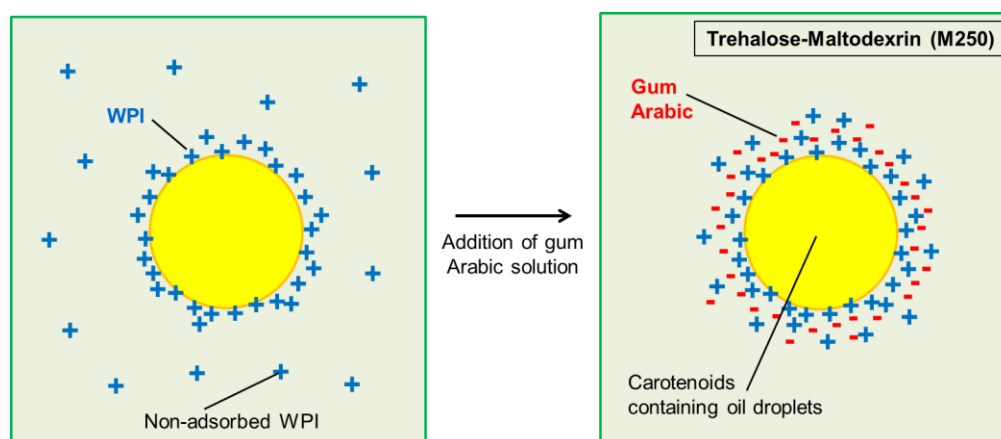 WPI
Non-adsorbed WPI
Addition of gum
Arabic solution
Trehalose-Maltodexrin (M250)
Gum
Arabic
Carotenoids
containing oil droplets